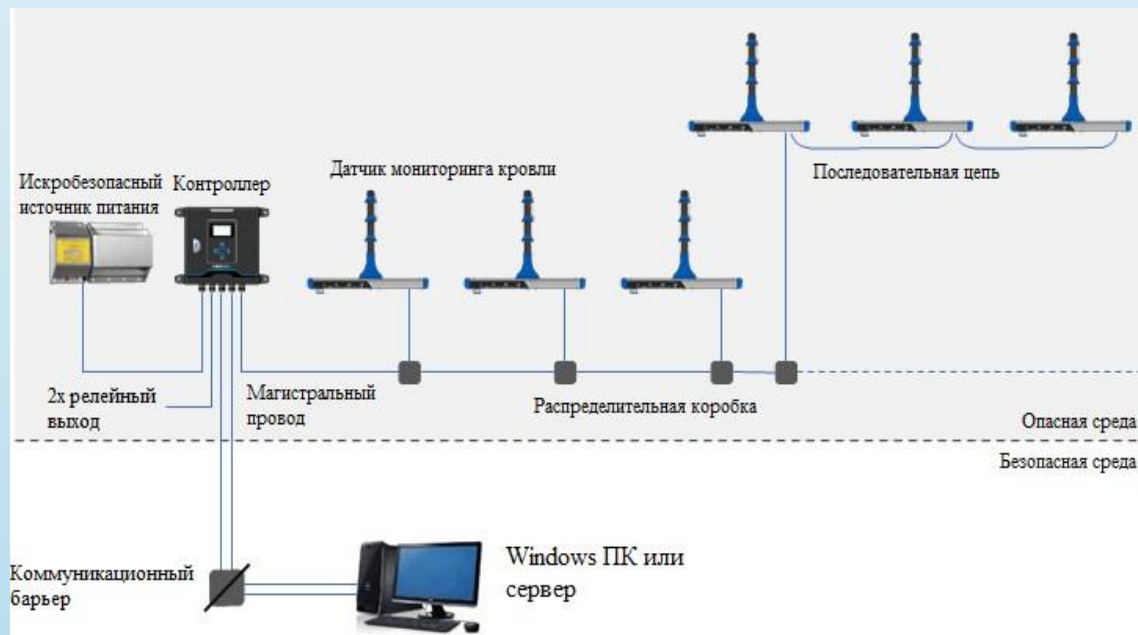 Последовательная цепь
Датчик мониторинга кровли
Искробезопасный
источник питания
Контроллер
2х релейный
выход
Магистральный
провод
Распределительная коробка
Опасная среда
Безопасная среда
Коммуникационный
барьер
Windows ПК или
сервер